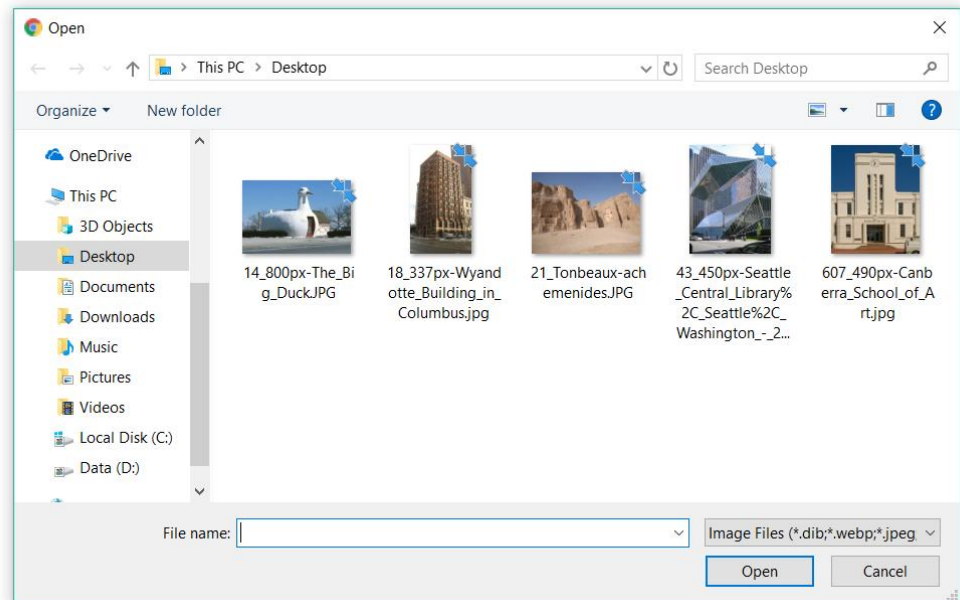 Open
This PC > Desktop
Search Desktop
Organize
New folder
?
OneDrive
This PC
3D Objects
Desktop
Documents
Downloads
Music
Pictures
Videos
Local Disk (C:)
Data (D:)
14_800px-The_Bi
g_Duck.JPG
18_337px-Wyand
otte_Building_in_
Columbus.jpg
21_Tonbeaux-ach
emenides.JPG
43_450px-Seattle
_Central_Library%
2C_Seattle%2C_
Washington_-_2...
607_490px-Canb
erra_School_of_A
rt.jpg
File name:
Image Files (*.dib;*.webp;*.jpeg
Open
Cancel